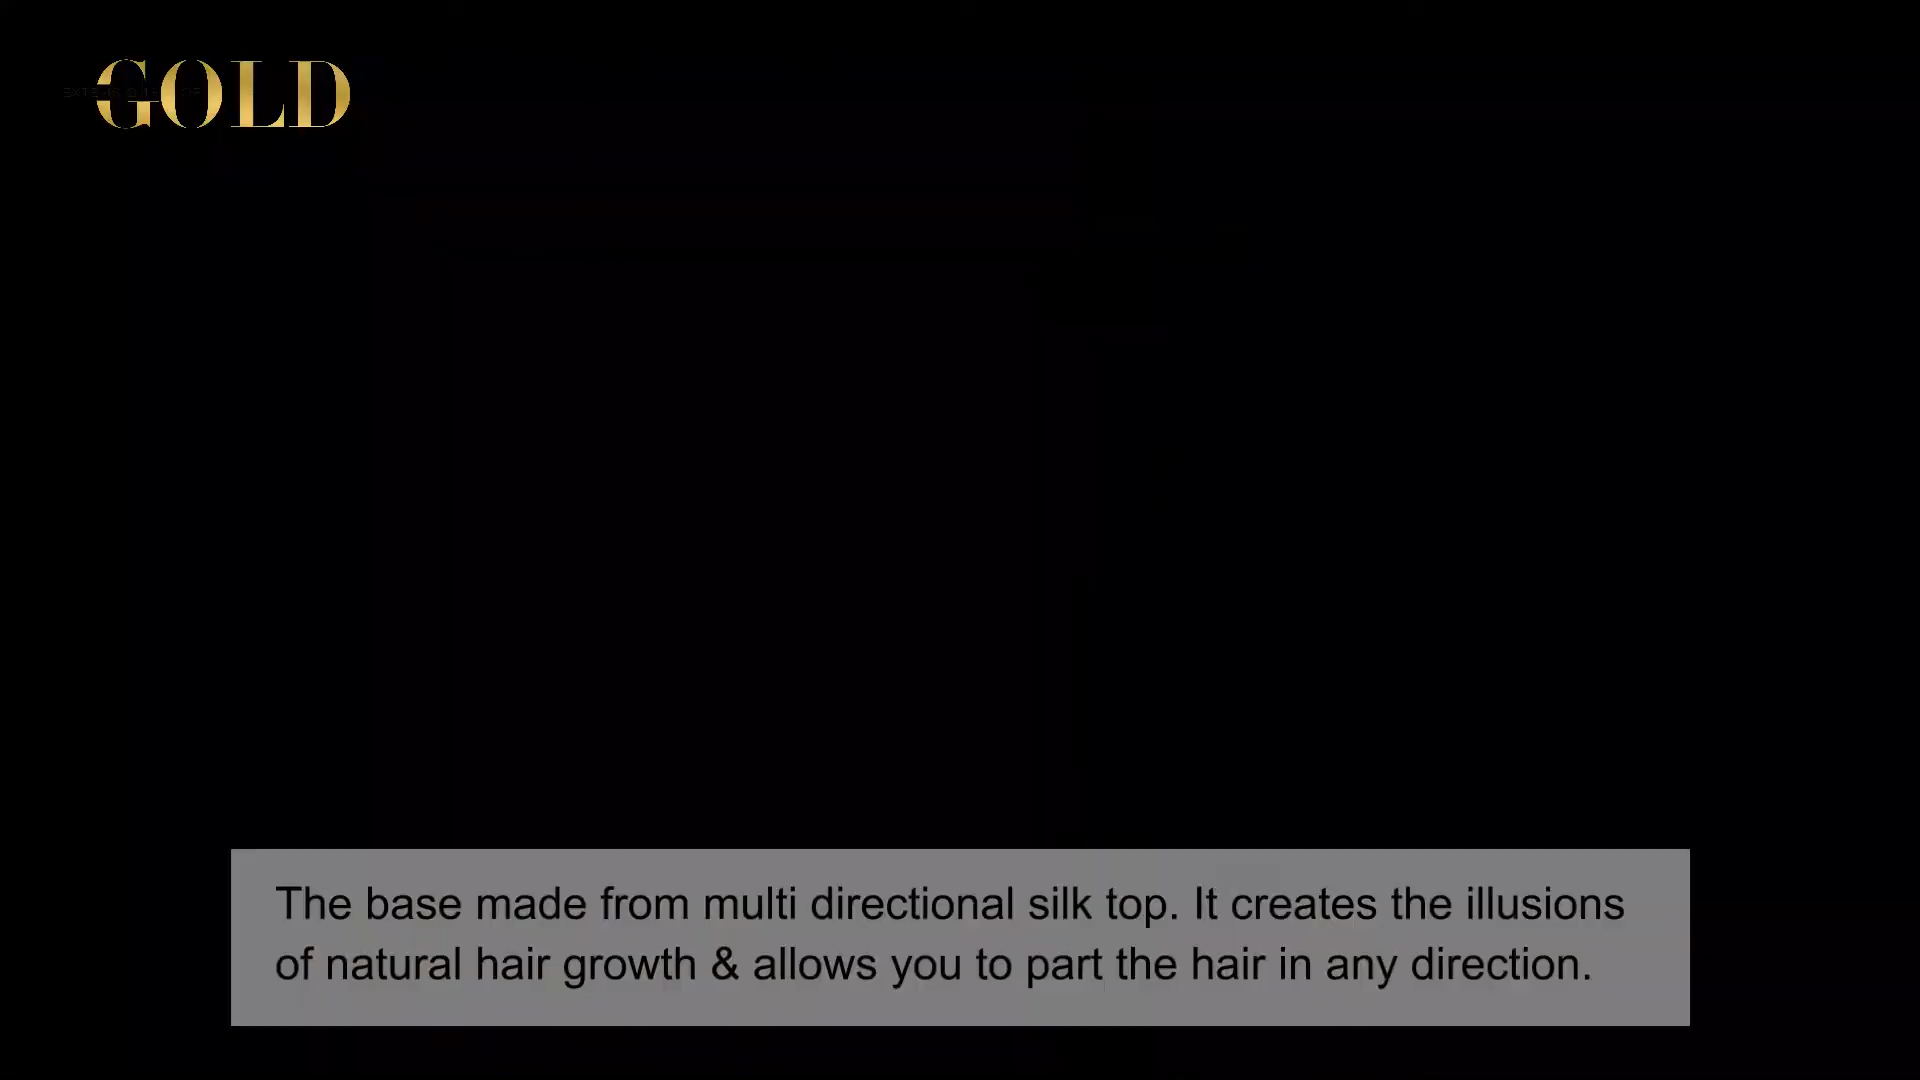 GOLD
The base made from multi directional silk top. It creates the illusions
of natural hair growth & allows you to part the hair in any direction.